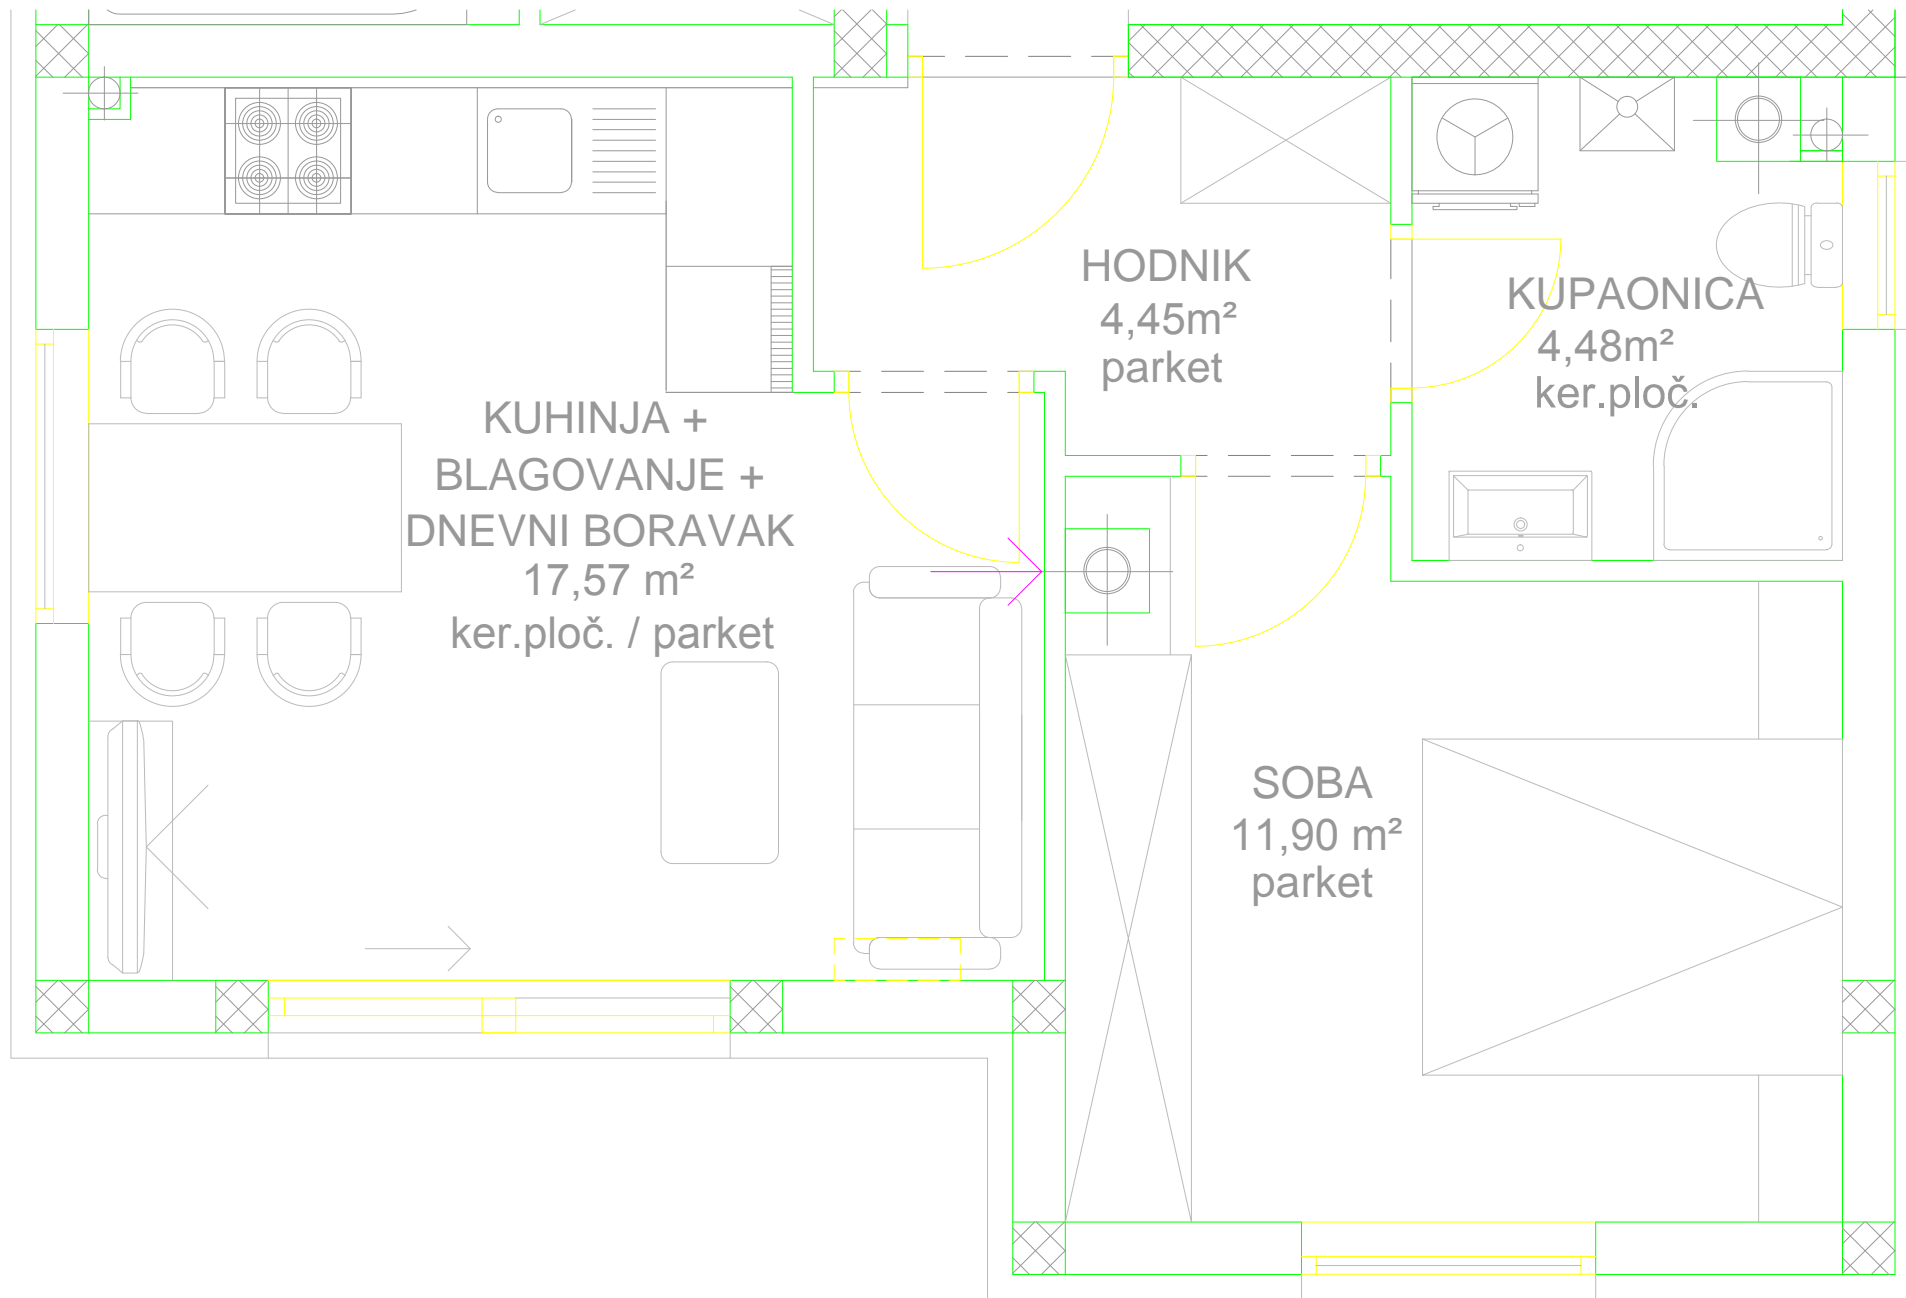 HODNIK
4,45m²
parket
KUPAONICA
4,48m²
ker.ploč.
KUHINJA +
BLAGOVANJE +
DNEVNI BORAVAK
17,57 m²
ker.ploč. / parket
SOBA
11,90 m²
parket